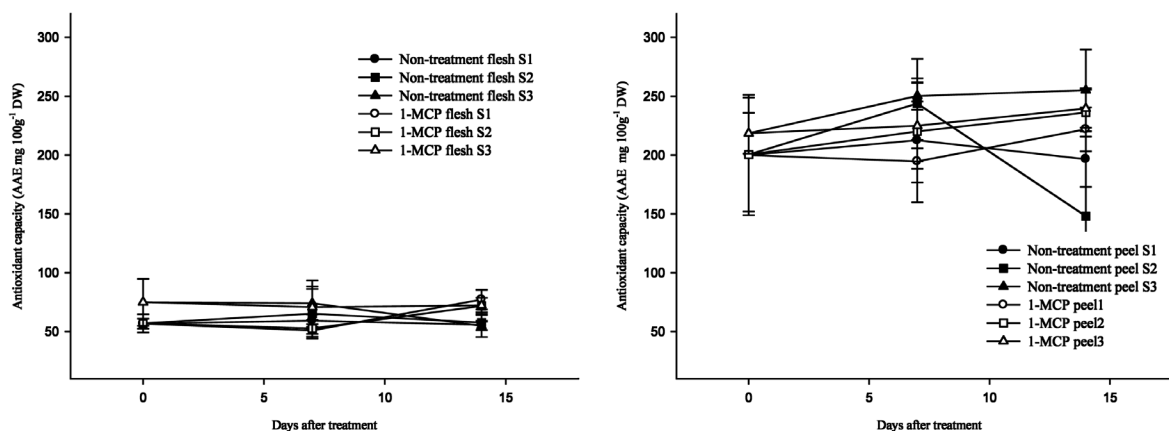 300
250
200
150
100
50
Antioxidant capacity (AAE mg 100g⁻¹ DW)
Non-treatment flesh S1
Non-treatment flesh S2
Non-treatment flesh S3
1-MCP flesh S1
1-MCP flesh S2
1-MCP flesh S3
0 5 10 15
Days after treatment
300
250
200
150
100
50
Antioxidant capacity (AAE mg 100g⁻¹ DW)
Non-treatment peel S1
Non-treatment peel S2
Non-treatment peel S3
1-MCP peel1
1-MCP peel2
1-MCP peel3
0 5 10 15
Days after treatment